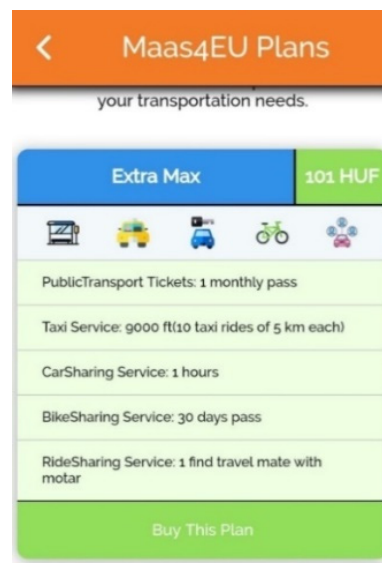 Maas4EU Plans
your transportation needs.
Extra Max
101 HUF
PublicTransport Tickets: 1 monthly pass
Taxi Service: 9000 ft(10 taxi rides of 5 km each)
CarSharing Service: 1 hours
BikeSharing Service: 30 days pass
RideSharing Service: 1 find travel mate with
motar
Buy This Plan